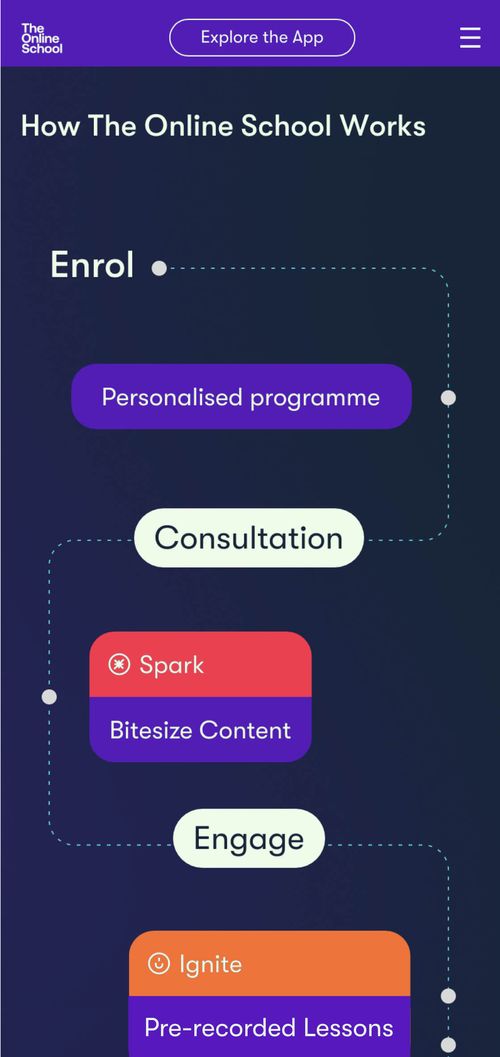 The
Online
School
Explore the App
How The Online School Works
Enrol
Personalised programme
Consultation
Spark
Bitesize Content
Engage
Ignite
Pre-recorded Lessons